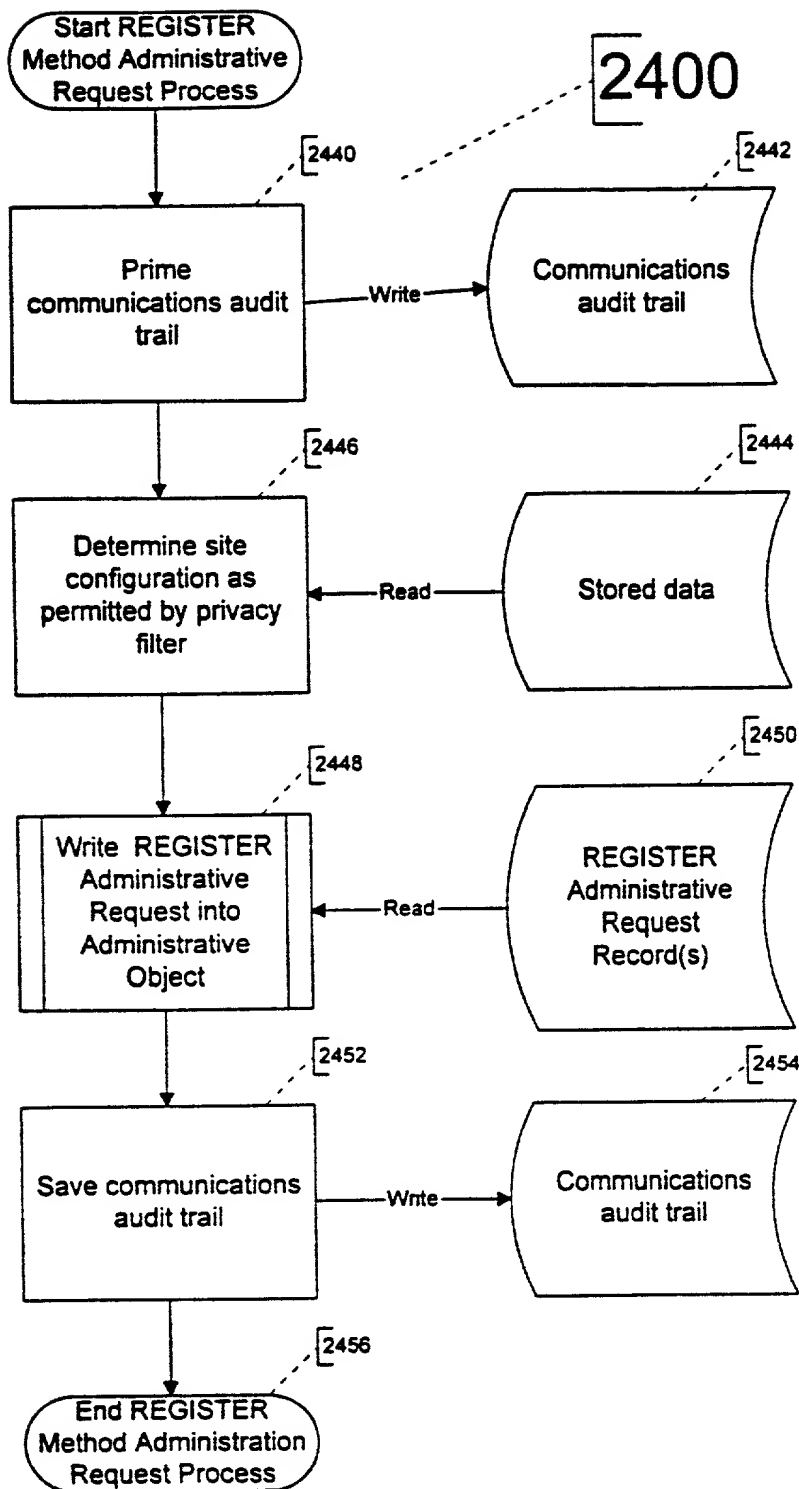 Start REGISTER
Method Administrative
Request Process
2400
2440
2442
Prime
communications audit
trail
Write
Communications
audit trail
2446
2444
Determine site
configuration as
permitted by privacy
filter
Read
Stored data
2448
2450
Write REGISTER
Administrative
Request into
Administrative
Object
Read
REGISTER
Administrative
Request
Record(s)
2452
2454
Save communications
audit trail
Write
Communications
audit trail
2456
End REGISTER
Method Administration
Request Process